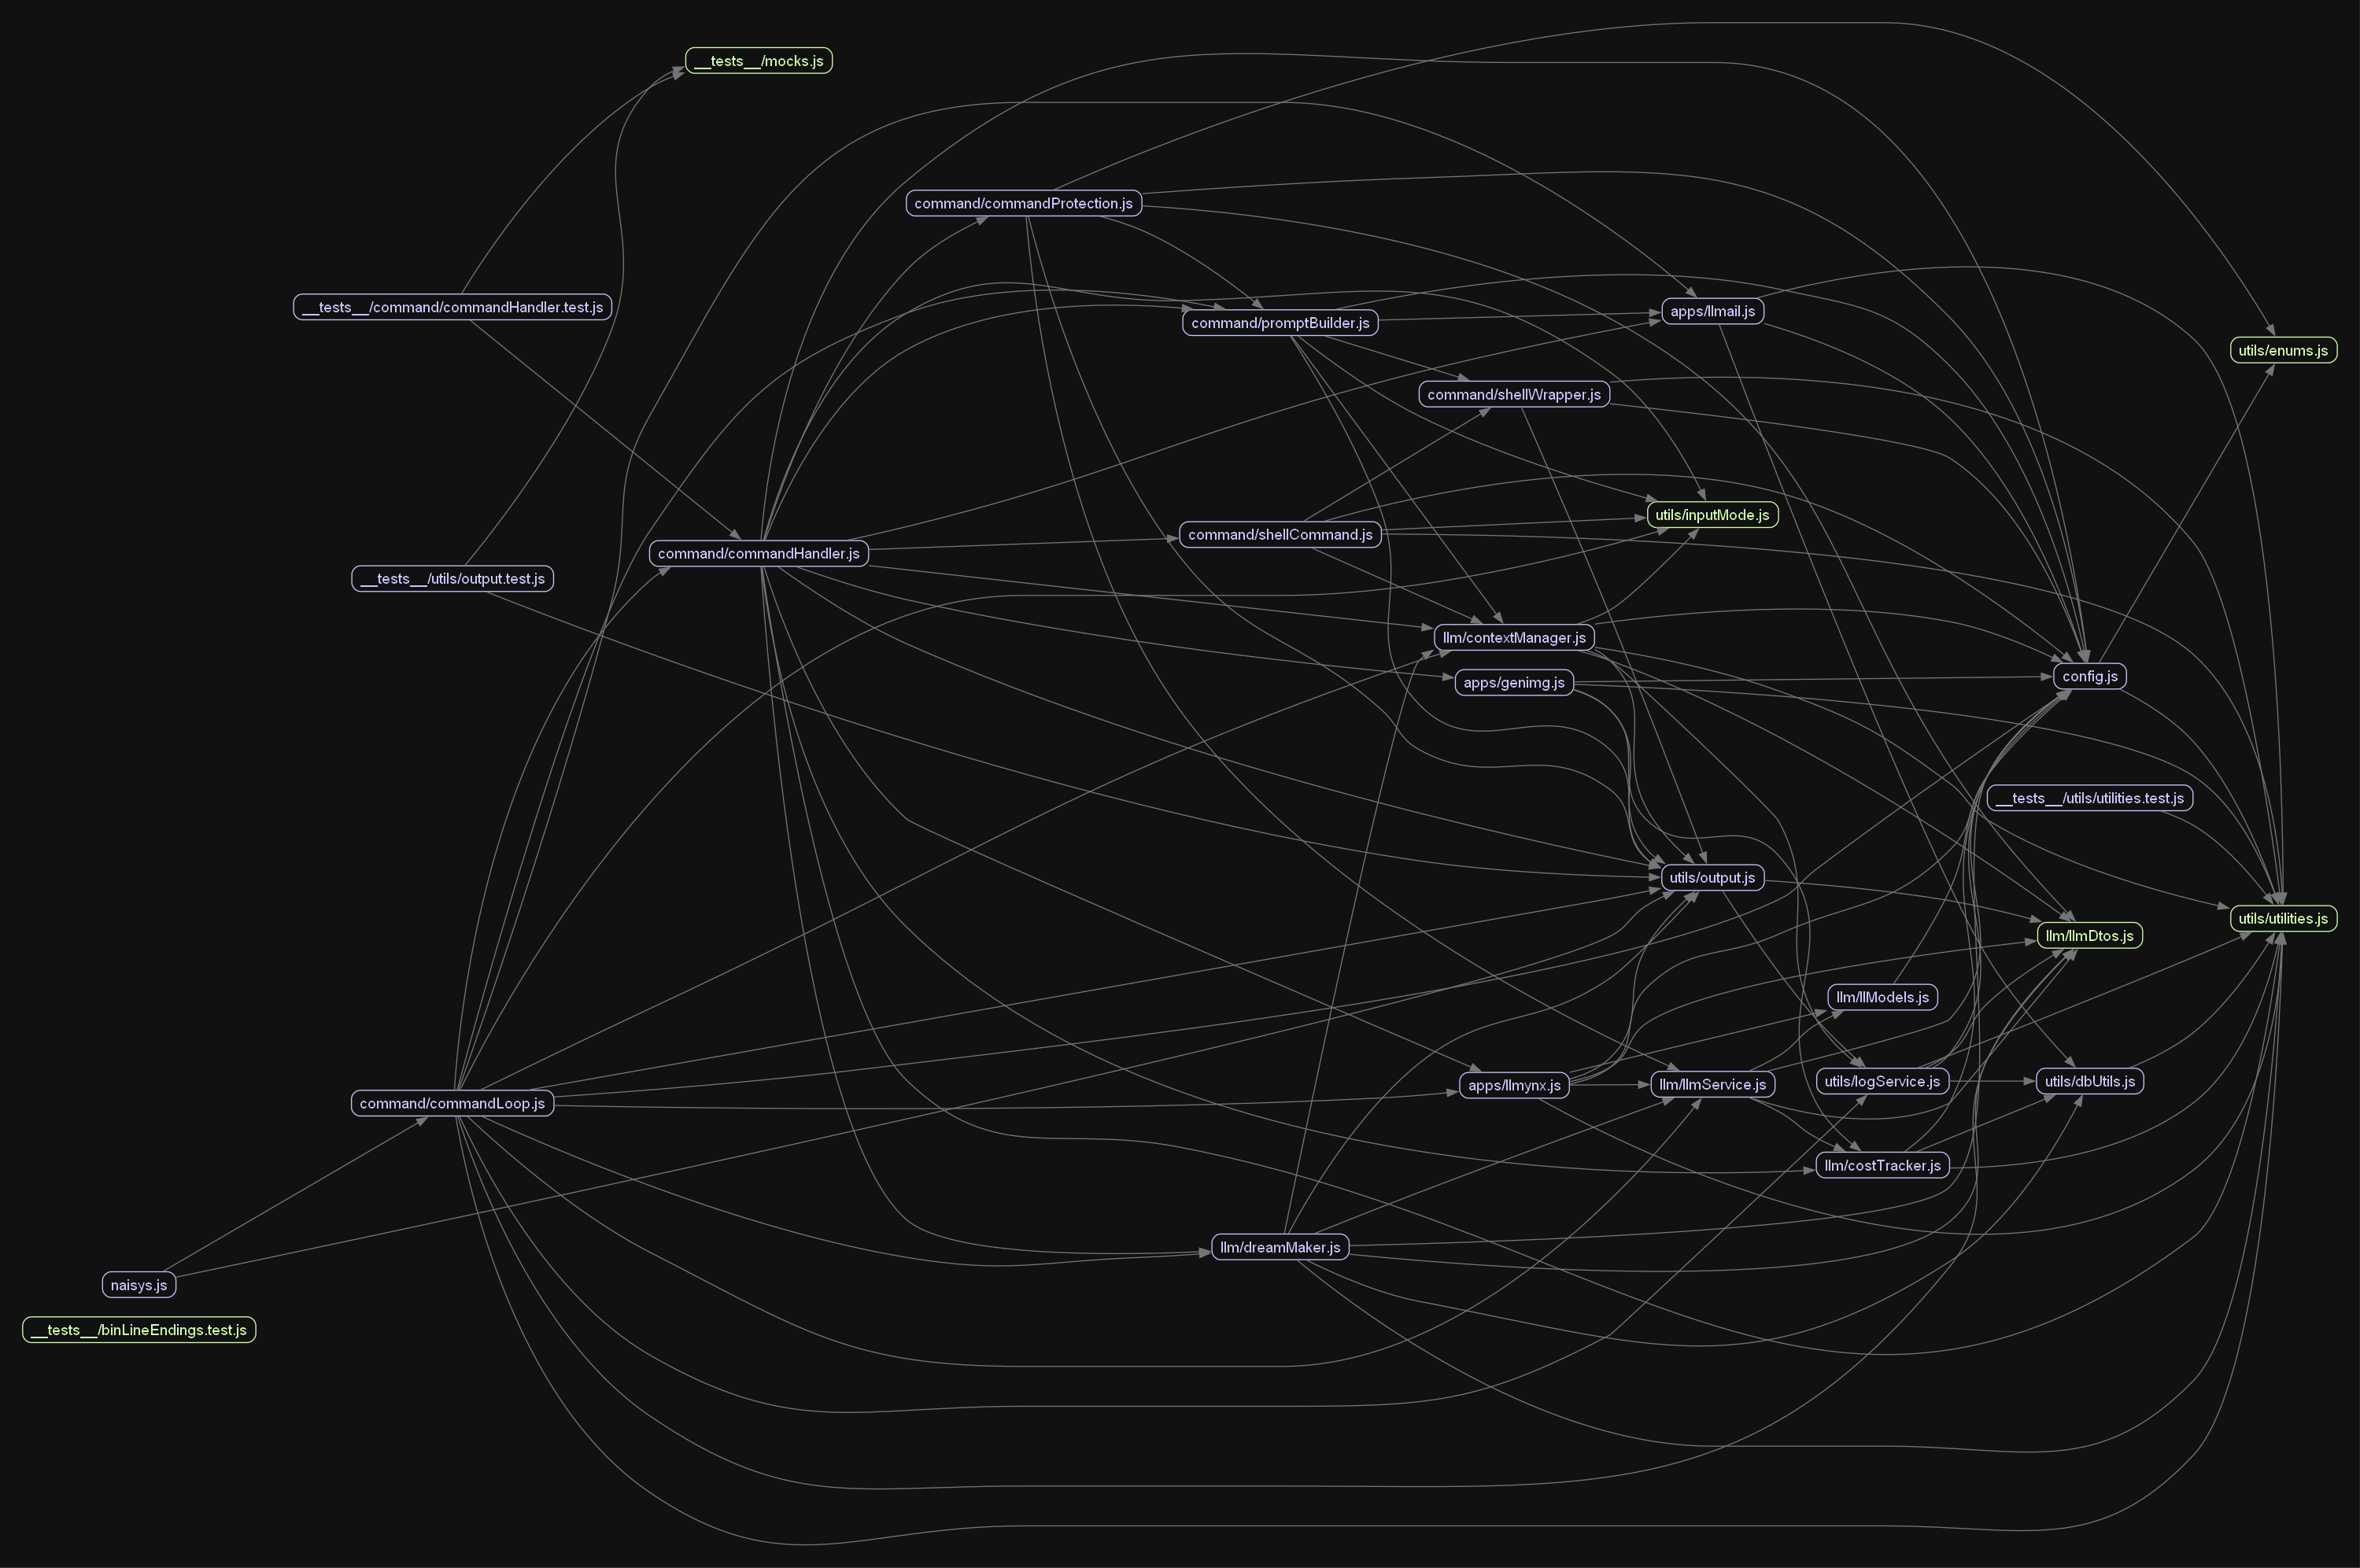 __tests__/mocks.js
command/commandProtection.js
__tests__/command/commandHandler.test.js
apps/llmail.js
command/promptBuilder.js
utils/enums.js
command/shellWrapper.js
utils/inputMode.js
command/shellCommand.js
command/commandHandler.js
__tests__/utils/output.test.js
llm/contextManager.js
config.js
apps/genimg.js
__tests__/utils/utilities.test.js
utils/output.js
utils/utilities.js
llm/llmDtos.js
llm/llModels.js
utils/logService.js
utils/dbUtils.js
apps/llmynx.js
llm/llmService.js
command/commandLoop.js
llm/costTracker.js
llm/dreamMaker.js
naisys.js
__tests__/binLineEndings.test.js